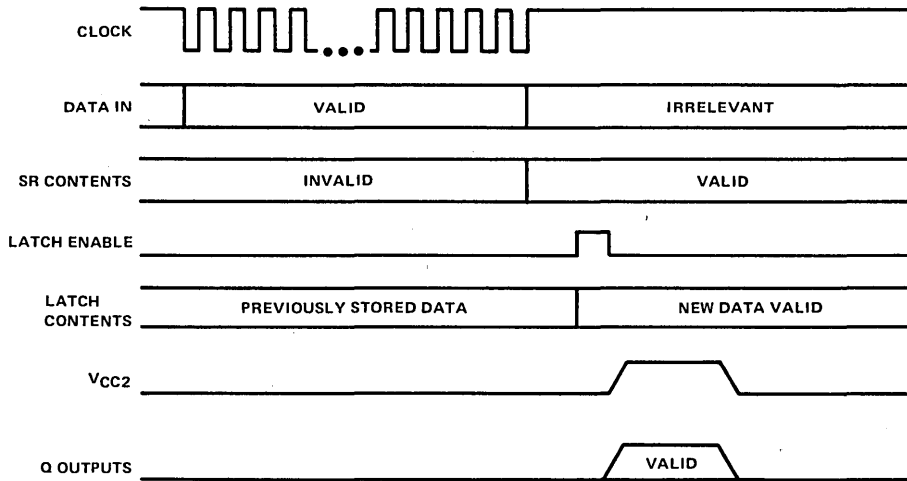 CLOCK
DATA IN
VALID
IRRELEVANT
SR CONTENTS
INVALID
VALID
LATCH ENABLE
LATCH
CONTENTS
PREVIOUSLY STORED DATA
NEW DATA VALID
VCC2
Q OUTPUTS
VALID